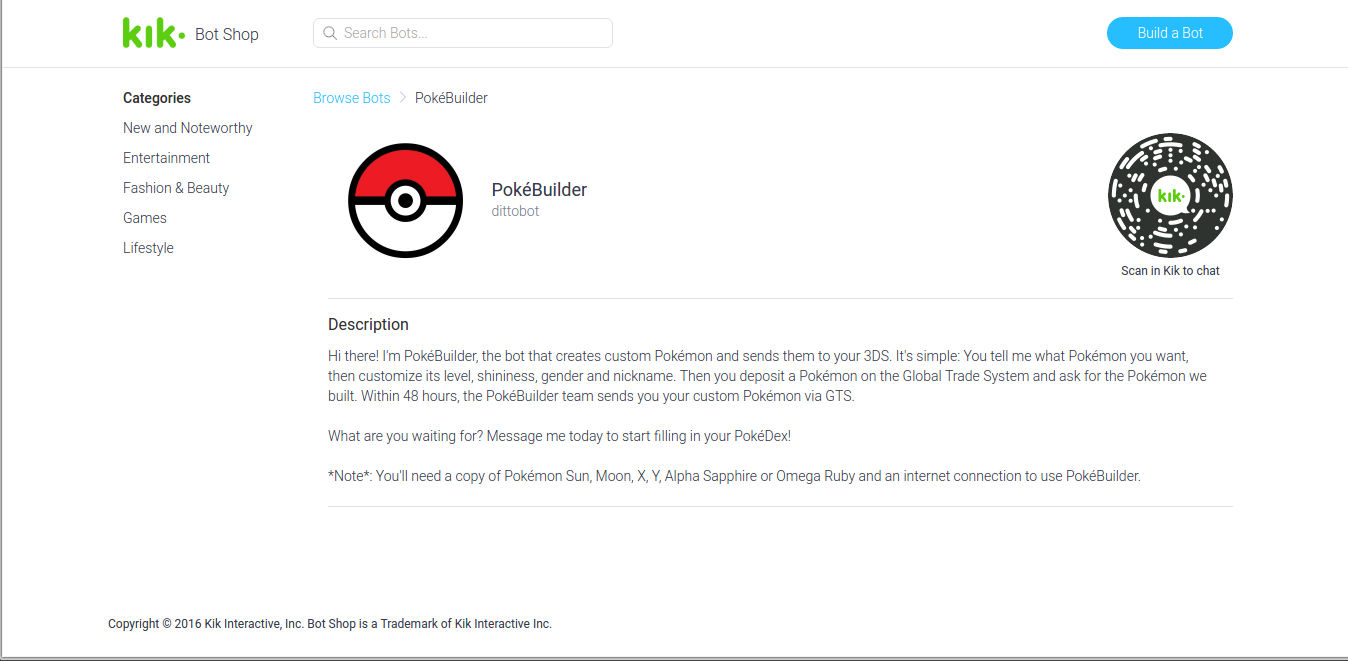 kik· Bot Shop
Search Bots...
Build a Bot
Categories
New and Noteworthy
Entertainment
Fashion & Beauty
Games
Lifestyle
Browse Bots > PokéBuilder
PokéBuilder
dittobot
kik·
Scan in Kik to chat
Description
Hi there! I'm PokéBuilder, the bot that creates custom Pokémon and sends them to your 3DS. It's simple: You tell me what Pokémon you want,
then customize its level, shininess, gender and nickname. Then you deposit a Pokémon on the Global Trade System and ask for the Pokémon we
built. Within 48 hours, the PokéBuilder team sends you your custom Pokémon via GTS.
What are you waiting for? Message me today to start filling in your PokéDex!
*Note*: You'll need a copy of Pokémon Sun, Moon, X, Y, Alpha Sapphire or Omega Ruby and an internet connection to use PokéBuilder.
Copyright © 2016 Kik Interactive, Inc. Bot Shop is a Trademark of Kik Interactive Inc.